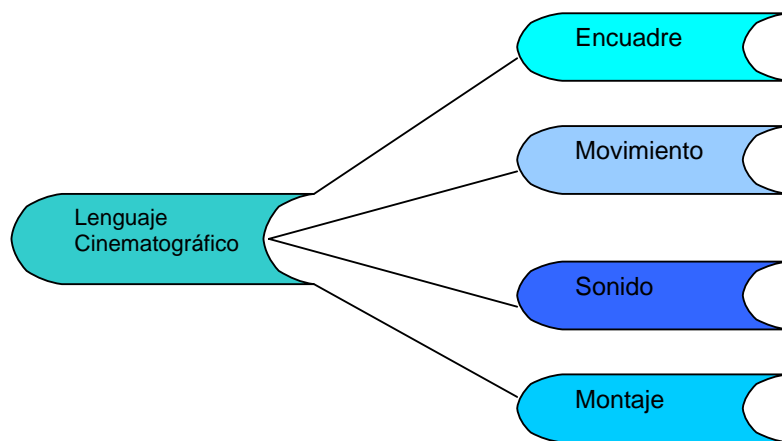 Encuadre
Movimiento
Lenguaje
Cinematográfico
Sonido
Montaje